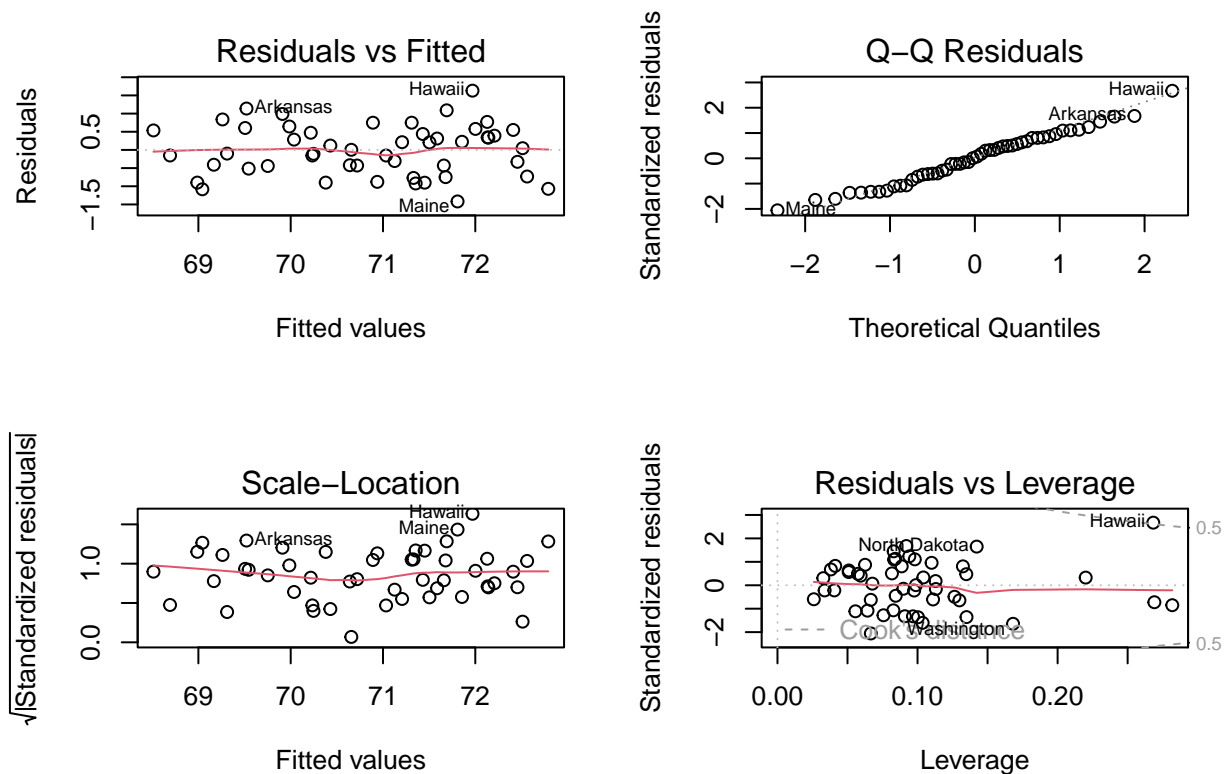 Residuals vs Fitted
Residuals
0.5
−1.5
Hawaii
Arkansas
Maine
69 70 71 72
Fitted values
Q−Q Residuals
Standardized residuals
2
0
−2
Hawaii
Arkansas
Maine
−2 −1 0 1 2
Theoretical Quantiles
Scale−Location
√|Standardized residuals|
1.0
0.0
Hawaii
Maine
Arkansas
69 70 71 72
Fitted values
Residuals vs Leverage
Standardized residuals
2
0
−2
Hawaii
0.5
North Dakota
Washington
Cook's distance
0.5
0.00 0.10 0.20
Leverage